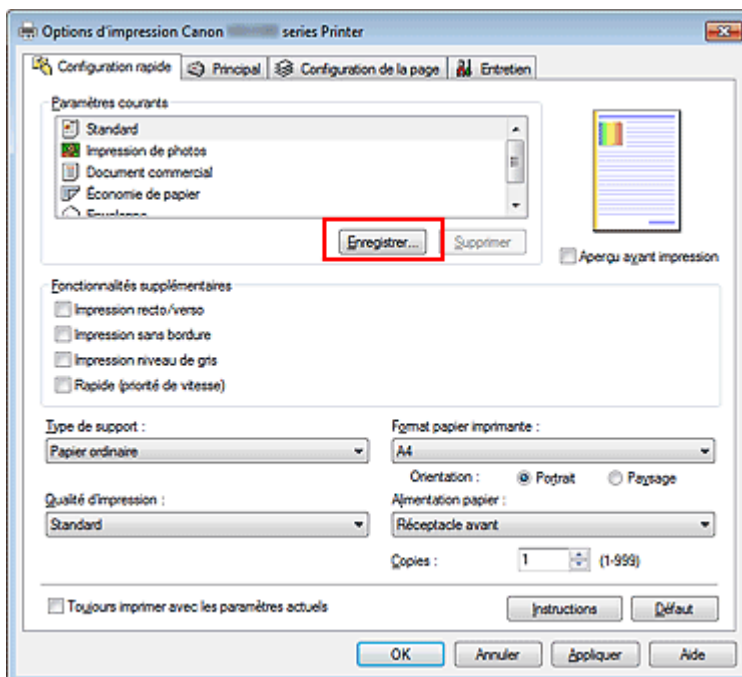 Options d'impression Canon series Printer
Configuration rapide Principal Configuration de la page Entretien
Paramètres courants
Standard
Impression de photos
Document commercial
Économie de papier
Enregistrer... Supprimer
Aperçu avant impression
Fonctionnalités supplémentaires
Impression recto/verso
Impression sans bordure
Impression niveau de gris
Rapide (priorité de vitesse)
Type de support :
Papier ordinaire
Format papier imprimante :
A4
Orientation : Portrait Paysage
Qualité d'impression :
Standard
Alimentation papier :
Réceptacle avant
Copies : 1 (1-999)
Toujours imprimer avec les paramètres actuels
Instructions Défaut
OK Annuler Appliquer Aide